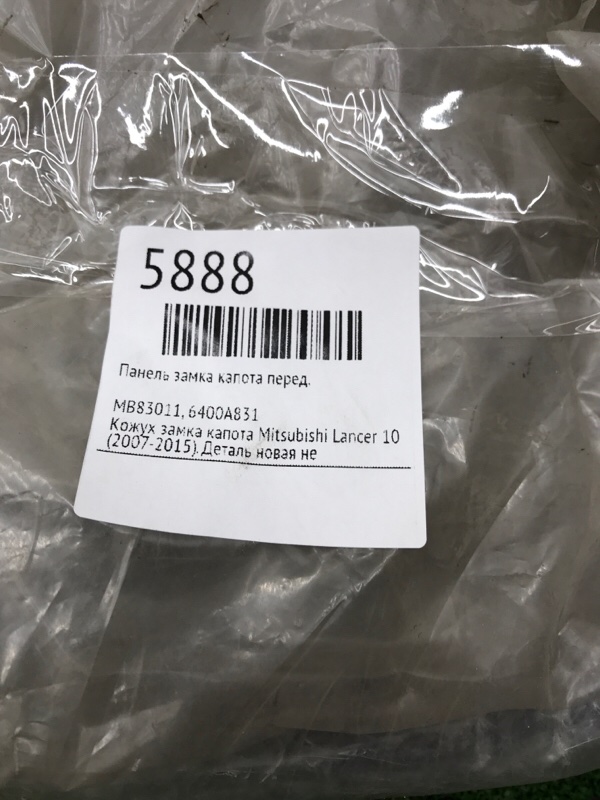 5888
Панель замка капота перед.
MB83011, 6400A831
Кожух замка капота Mitsubishi Lancer 10
(2007-2015). Деталь новая не